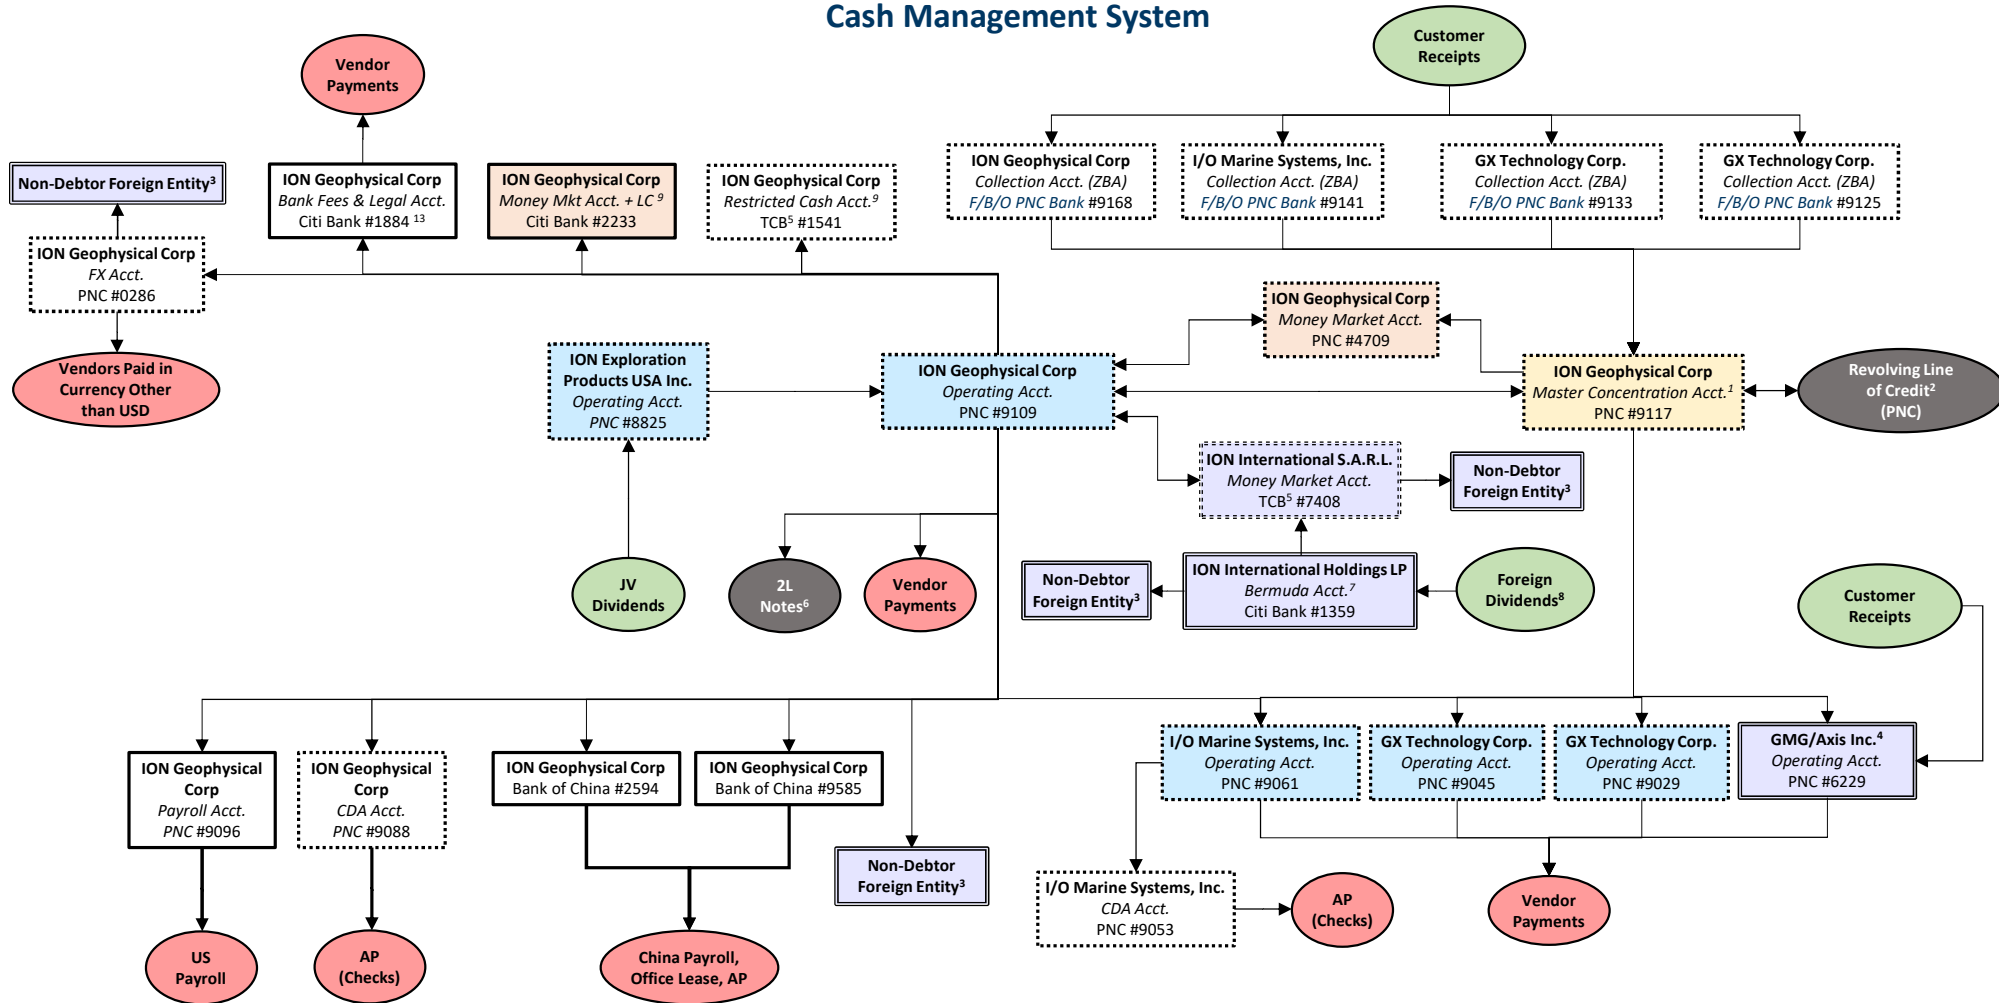 Cash Management System
Customer
Receipts
Vendor
Payments
Non-Debtor Foreign Entity³
ION Geophysical Corp
Bank Fees & Legal Acct.
Citi Bank #1884 ¹³
ION Geophysical Corp
Money Mkt Acct. + LC ⁹
Citi Bank #2233
ION Geophysical Corp
Restricted Cash Acct.⁹
TCB⁵ #1541
ION Geophysical Corp
Collection Acct. (ZBA)
F/B/O PNC Bank #9168
I/O Marine Systems, Inc.
Collection Acct. (ZBA)
F/B/O PNC Bank #9141
GX Technology Corp.
Collection Acct. (ZBA)
F/B/O PNC Bank #9133
GX Technology Corp.
Collection Acct. (ZBA)
F/B/O PNC Bank #9125
ION Geophysical Corp
FX Acct.
PNC #0286
ION Geophysical Corp
Money Market Acct.
PNC #4709
Vendors Paid in
Currency Other
than USD
ION Exploration
Products USA Inc.
Operating Acct.
PNC #8825
ION Geophysical Corp
Operating Acct.
PNC #9109
ION Geophysical Corp
Master Concentration Acct.¹
PNC #9117
Revolving Line
of Credit²
(PNC)
ION International S.A.R.L.
Money Market Acct.
TCB⁵ #7408
Non-Debtor
Foreign Entity³
JV
Dividends
2L
Notes⁶
Vendor
Payments
Non-Debtor
Foreign Entity³
ION International Holdings LP
Bermuda Acct.⁷
Citi Bank #1359
Foreign
Dividends⁸
Customer
Receipts
ION Geophysical
Corp
Payroll Acct.
PNC #9096
ION Geophysical
Corp
CDA Acct.
PNC #9088
ION Geophysical Corp
Bank of China #2594
ION Geophysical Corp
Bank of China #9585
I/O Marine Systems, Inc.
Operating Acct.
PNC #9061
GX Technology Corp.
Operating Acct.
PNC #9045
GX Technology Corp.
Operating Acct.
PNC #9029
GMG/Axis Inc.⁴
Operating Acct.
PNC #6229
Non-Debtor
Foreign Entity³
I/O Marine Systems, Inc.
CDA Acct.
PNC #9053
AP
(Checks)
Vendor
Payments
US
Payroll
AP
(Checks)
China Payroll,
Office Lease, AP